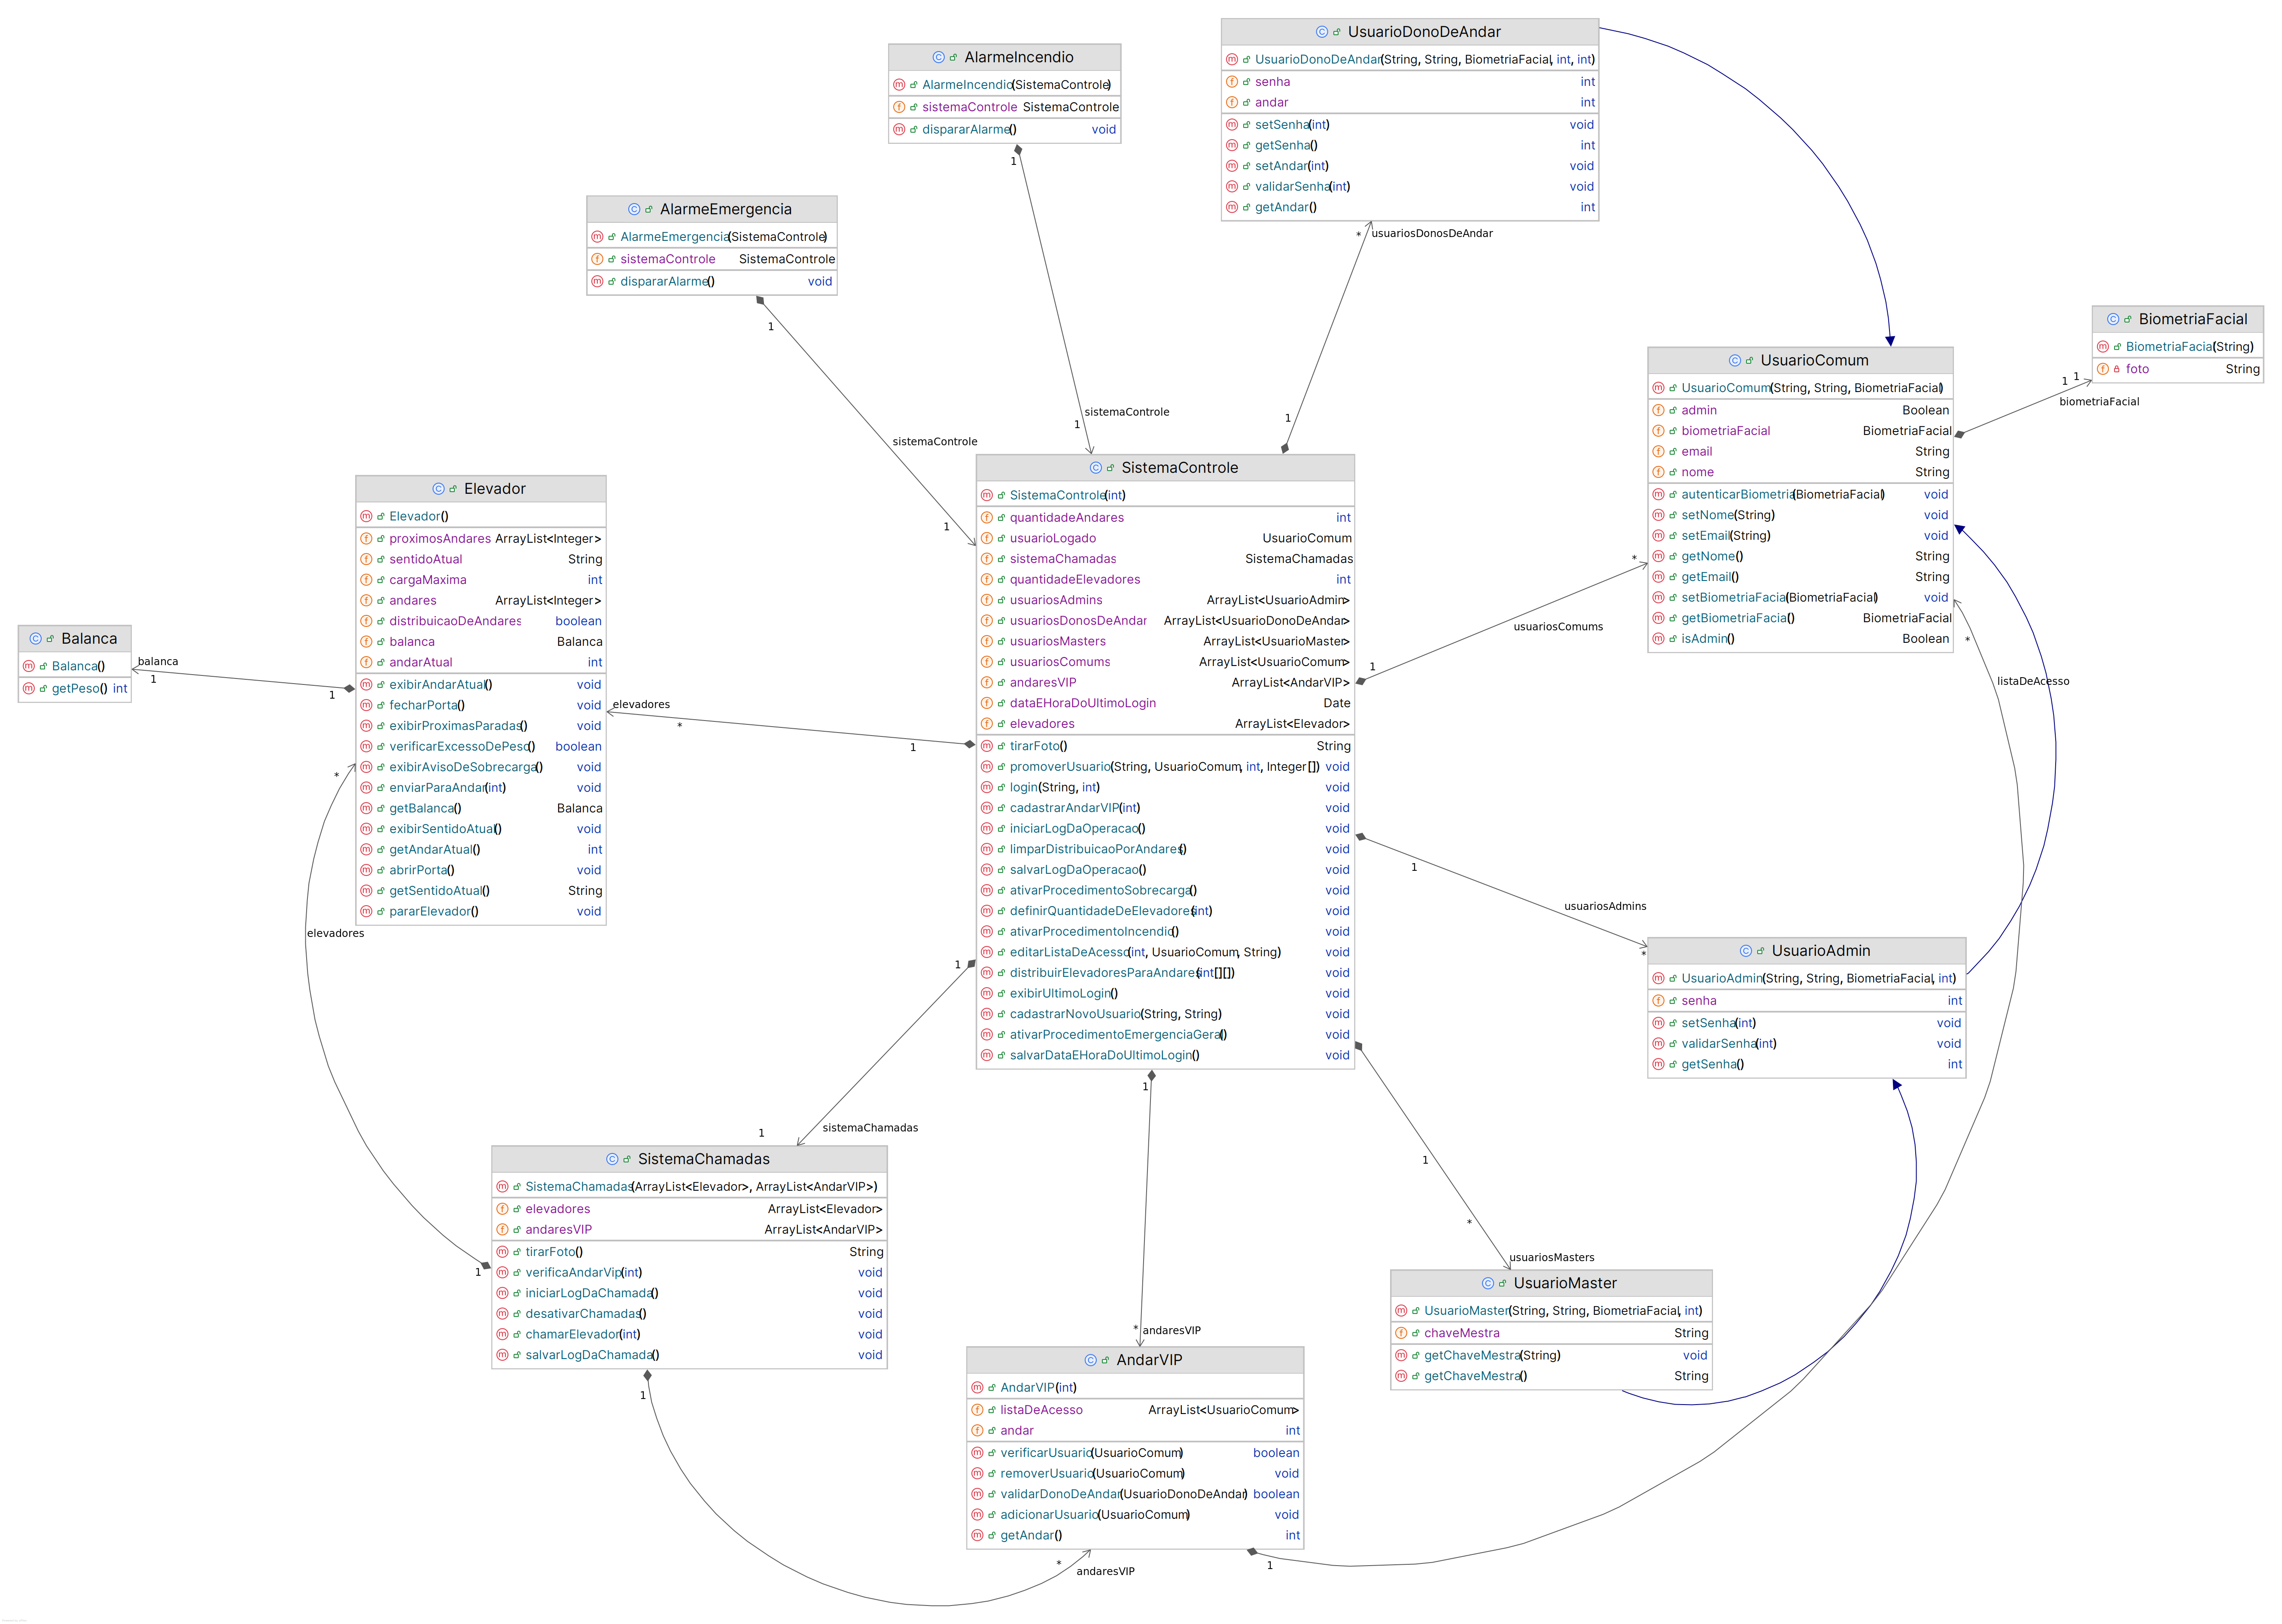 UsuarioDonoDeAndar
UsuarioDonoDeAndar(String, String, BiometriaFacial, int, int)
senha int
andar int
setSenha(int) void
getSenha() int
setAndar(int) void
validarSenha(int) void
getAndar() int
* usuariosDonosDeAndar
1
AlarmeIncendio
AlarmeIncendio(SistemaControle)
sistemaControle SistemaControle
dispararAlarme() void
1
sistemaControle
1
AlarmeEmergencia
AlarmeEmergencia(SistemaControle)
sistemaControle SistemaControle
dispararAlarme() void
1
sistemaControle
1
BiometriaFacial
BiometriaFacial(String)
foto String
1 1
biometriaFacial
UsuarioComum
UsuarioComum(String, String, BiometriaFacial)
admin Boolean
biometriaFacial BiometriaFacial
email String
nome String
autenticarBiometria(BiometriaFacial) void
setNome(String) void
setEmail(String) void
getNome() String
getEmail() String
setBiometriaFacial(BiometriaFacial) void
getBiometriaFacial() BiometriaFacial
isAdmin() Boolean
*
usuariosComums
1
*
listaDeAcesso
SistemaControle
SistemaControle(int)
quantidadeAndares int
usuarioLogado UsuarioComum
sistemaChamadas SistemaChamadas
quantidadeElevadores int
usuariosAdmins ArrayList<UsuarioAdmin>
usuariosDonosDeAndar ArrayList<UsuarioDonoDeAndar>
usuariosMasters ArrayList<UsuarioMaster>
usuariosComums ArrayList<UsuarioComum>
andaresVIP ArrayList<AndarVIP>
dataEHoraDoUltimoLogin Date
elevadores ArrayList<Elevador>
tirarFoto() String
promoverUsuario(String, UsuarioComum, int, Integer[]) void
login(String, int) void
cadastrarAndarVIP(int) void
iniciarLogDaOperacao() void
limparDistribuicaoPorAndares() void
salvarLogDaOperacao() void
ativarProcedimentoSobrecarga() void
definirQuantidadeDeElevadores(int) void
ativarProcedimentoIncendio() void
editarListaDeAcesso(int, UsuarioComum, String) void
distribuirElevadoresParaAndares(int[][]) void
exibirUltimoLogin() void
cadastrarNovoUsuario(String, String) void
ativarProcedimentoEmergenciaGeral() void
salvarDataEHoraDoUltimoLogin() void
Elevador
Elevador()
proximosAndares ArrayList<Integer>
sentidoAtual String
cargaMaxima int
andares ArrayList<Integer>
distribuicaoDeAndares boolean
balanca Balanca
andarAtual int
exibirAndarAtual() void
fecharPorta() void
exibirProximasParadas() void
verificarExcessoDePeso() boolean
exibirAvisoDeSobrecarga() void
enviarParaAndar(int) void
getBalanca() Balanca
exibirSentidoAtual() void
getAndarAtual() int
abrirPorta() void
getSentidoAtual() String
pararElevador() void
Balanca
Balanca()
getPeso() int
balanca
1
1
elevadores
*
1
*
elevadores
1
1
usuariosAdmins
*
UsuarioAdmin
UsuarioAdmin(String, String, BiometriaFacial, int)
senha int
setSenha(int) void
validarSenha(int) void
getSenha() int
1
1
sistemaChamadas
SistemaChamadas
SistemaChamadas(ArrayList<Elevador>, ArrayList<AndarVIP>)
elevadores ArrayList<Elevador>
andaresVIP ArrayList<AndarVIP>
tirarFoto() String
verificaAndarVip(int) void
iniciarLogDaChamada() void
desativarChamadas() void
chamarElevador(int) void
salvarLogDaChamada() void
1
1
* andaresVIP
1
*
usuariosMasters
UsuarioMaster
UsuarioMaster(String, String, BiometriaFacial, int)
chaveMestra String
getChaveMestra(String) void
getChaveMestra() String
AndarVIP
AndarVIP(int)
listaDeAcesso ArrayList<UsuarioComum>
andar int
verificarUsuario(UsuarioComum) boolean
removerUsuario(UsuarioComum) void
validarDonoDeAndar(UsuarioDonoDeAndar) boolean
adicionarUsuario(UsuarioComum) void
getAndar() int
*
andaresVIP
1